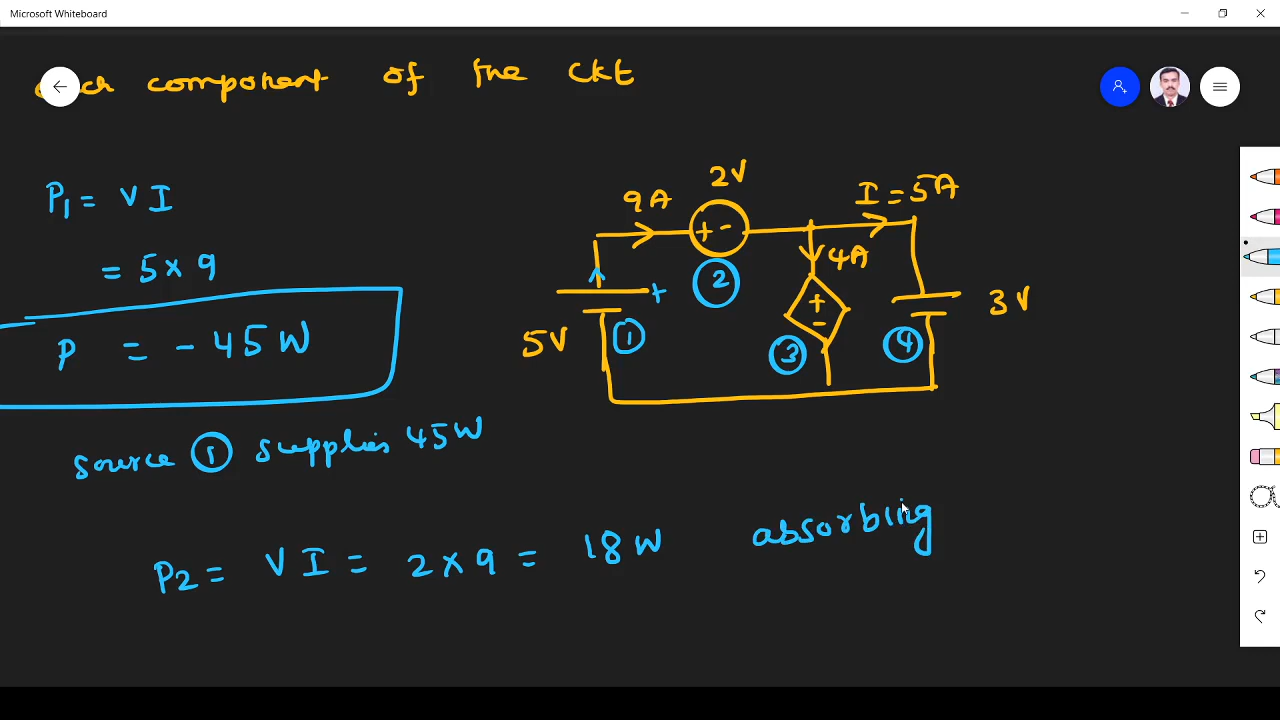 Microsoft Whiteboard
component of the ckt
P1 = VI
= 5 x 9
P = - 45 W
source ① supplies 45W
9A
2V
I = 5A
+ -
4A
②
+
5V
①
+
-
③
④
3V
P2 = VI = 2 x 9 = 18 W absorbing